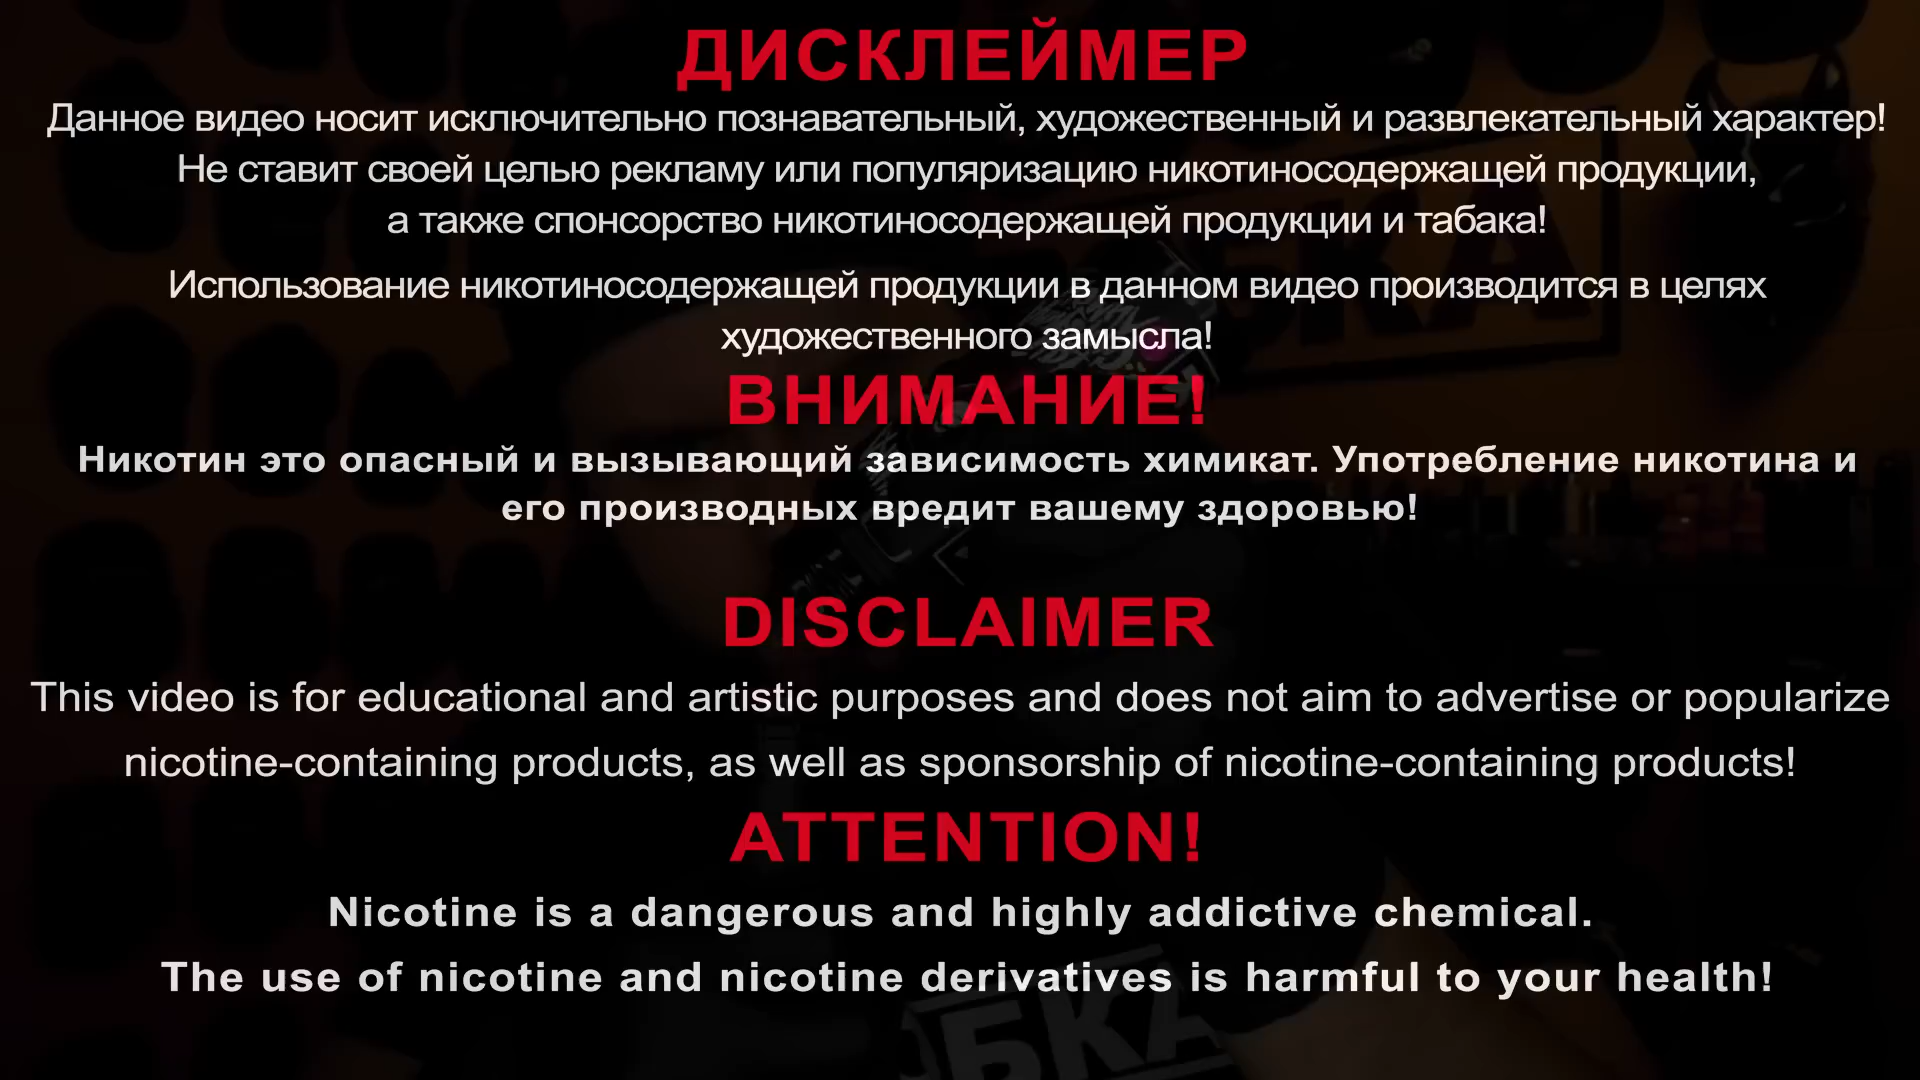 ДИСКЛЕЙМЕР
Данное видео носит исключительно познавательный, художественный и развлекательный характер!
Не ставит своей целью рекламу или популяризацию никотиносодержащей продукции,
а также спонсорство никотиносодержащей продукции и табака!
Использование никотиносодержащей продукции в данном видео производится в целях
художественного замысла!
ВНИМАНИЕ!
Никотин это опасный и вызывающий зависимость химикат. Употребление никотина и
его производных вредит вашему здоровью!
DISCLAIMER
This video is for educational and artistic purposes and does not aim to advertise or popularize
nicotine-containing products, as well as sponsorship of nicotine-containing products!
ATTENTION!
Nicotine is a dangerous and highly addictive chemical.
The use of nicotine and nicotine derivatives is harmful to your health!